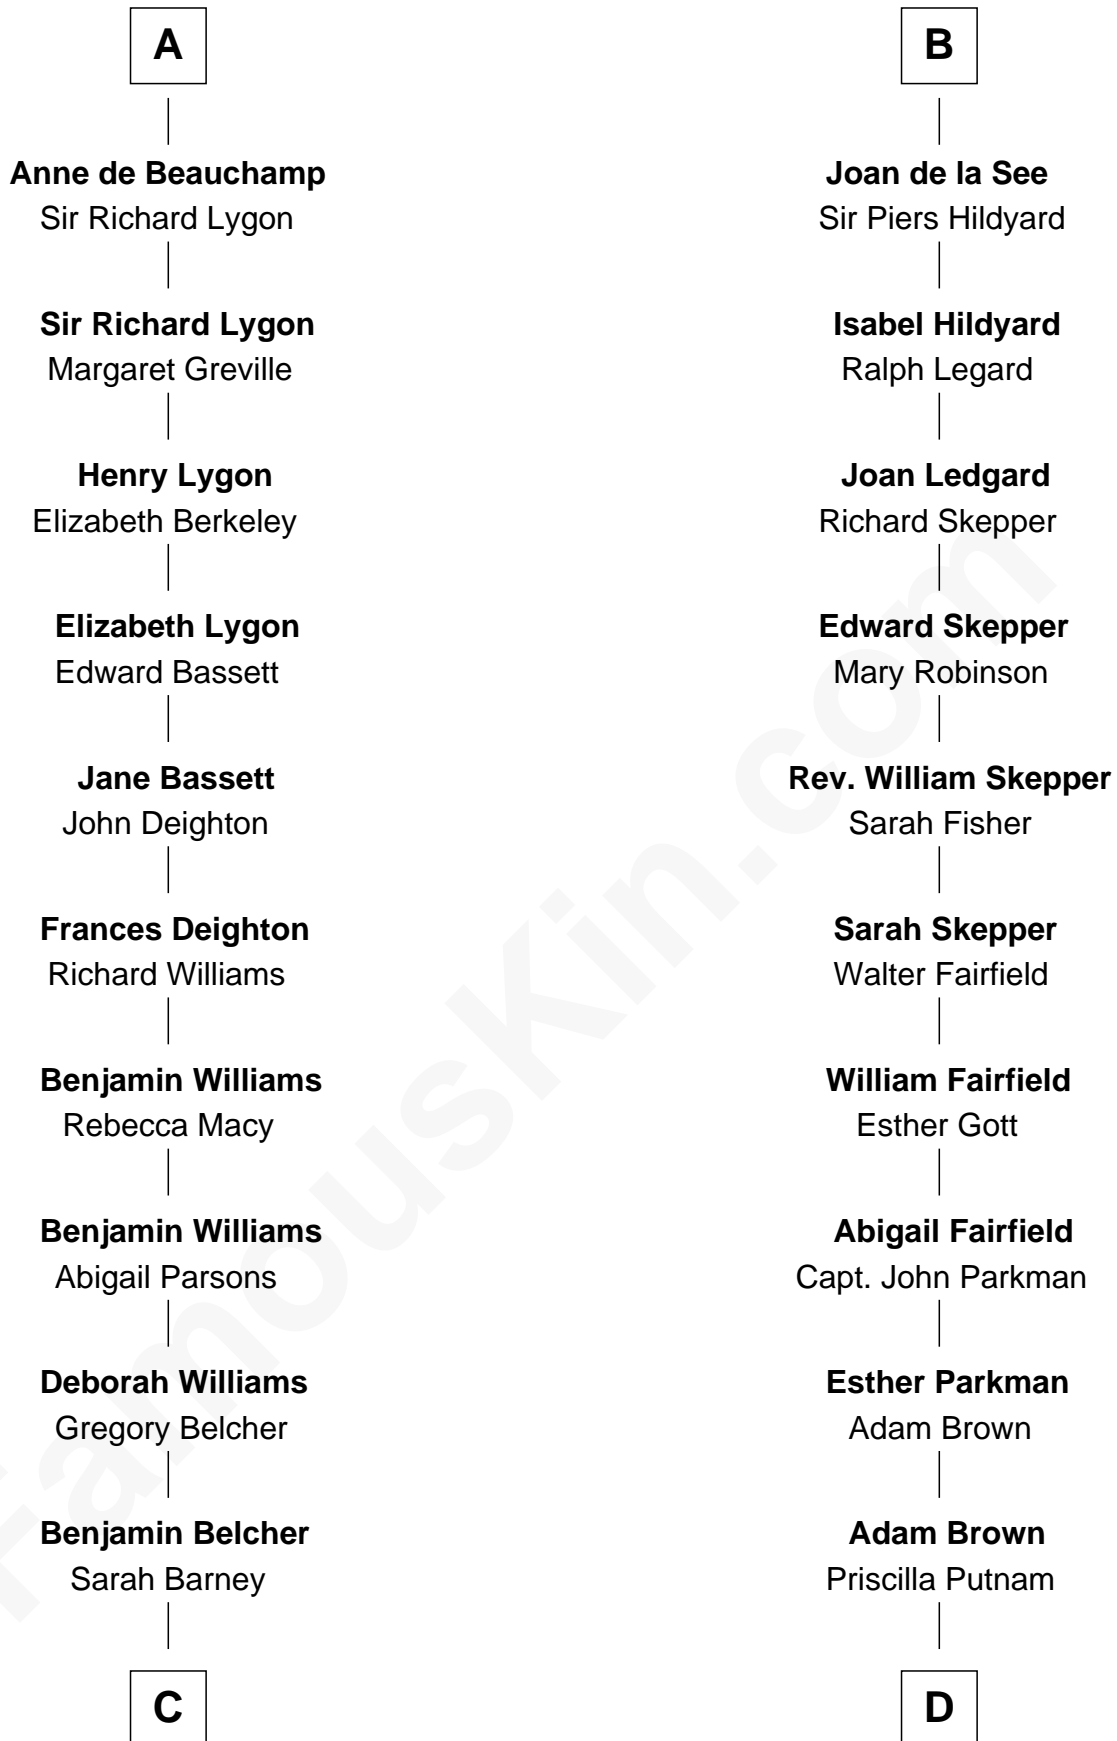 A
Anne de Beauchamp
Sir Richard Lygon
Sir Richard Lygon
Margaret Greville
Henry Lygon
Elizabeth Berkeley
Elizabeth Lygon
Edward Bassett
Jane Bassett
John Deighton
Frances Deighton
Richard Williams
Benjamin Williams
Rebecca Macy
Benjamin Williams
Abigail Parsons
Deborah Williams
Gregory Belcher
Benjamin Belcher
Sarah Barney
C
B
Joan de la See
Sir Piers Hildyard
Isabel Hildyard
Ralph Legard
Joan Ledgard
Richard Skepper
Edward Skepper
Mary Robinson
Rev. William Skepper
Sarah Fisher
Sarah Skepper
Walter Fairfield
William Fairfield
Esther Gott
Abigail Fairfield
Capt. John Parkman
Esther Parkman
Adam Brown
Adam Brown
Priscilla Putnam
D
FamousKin.com